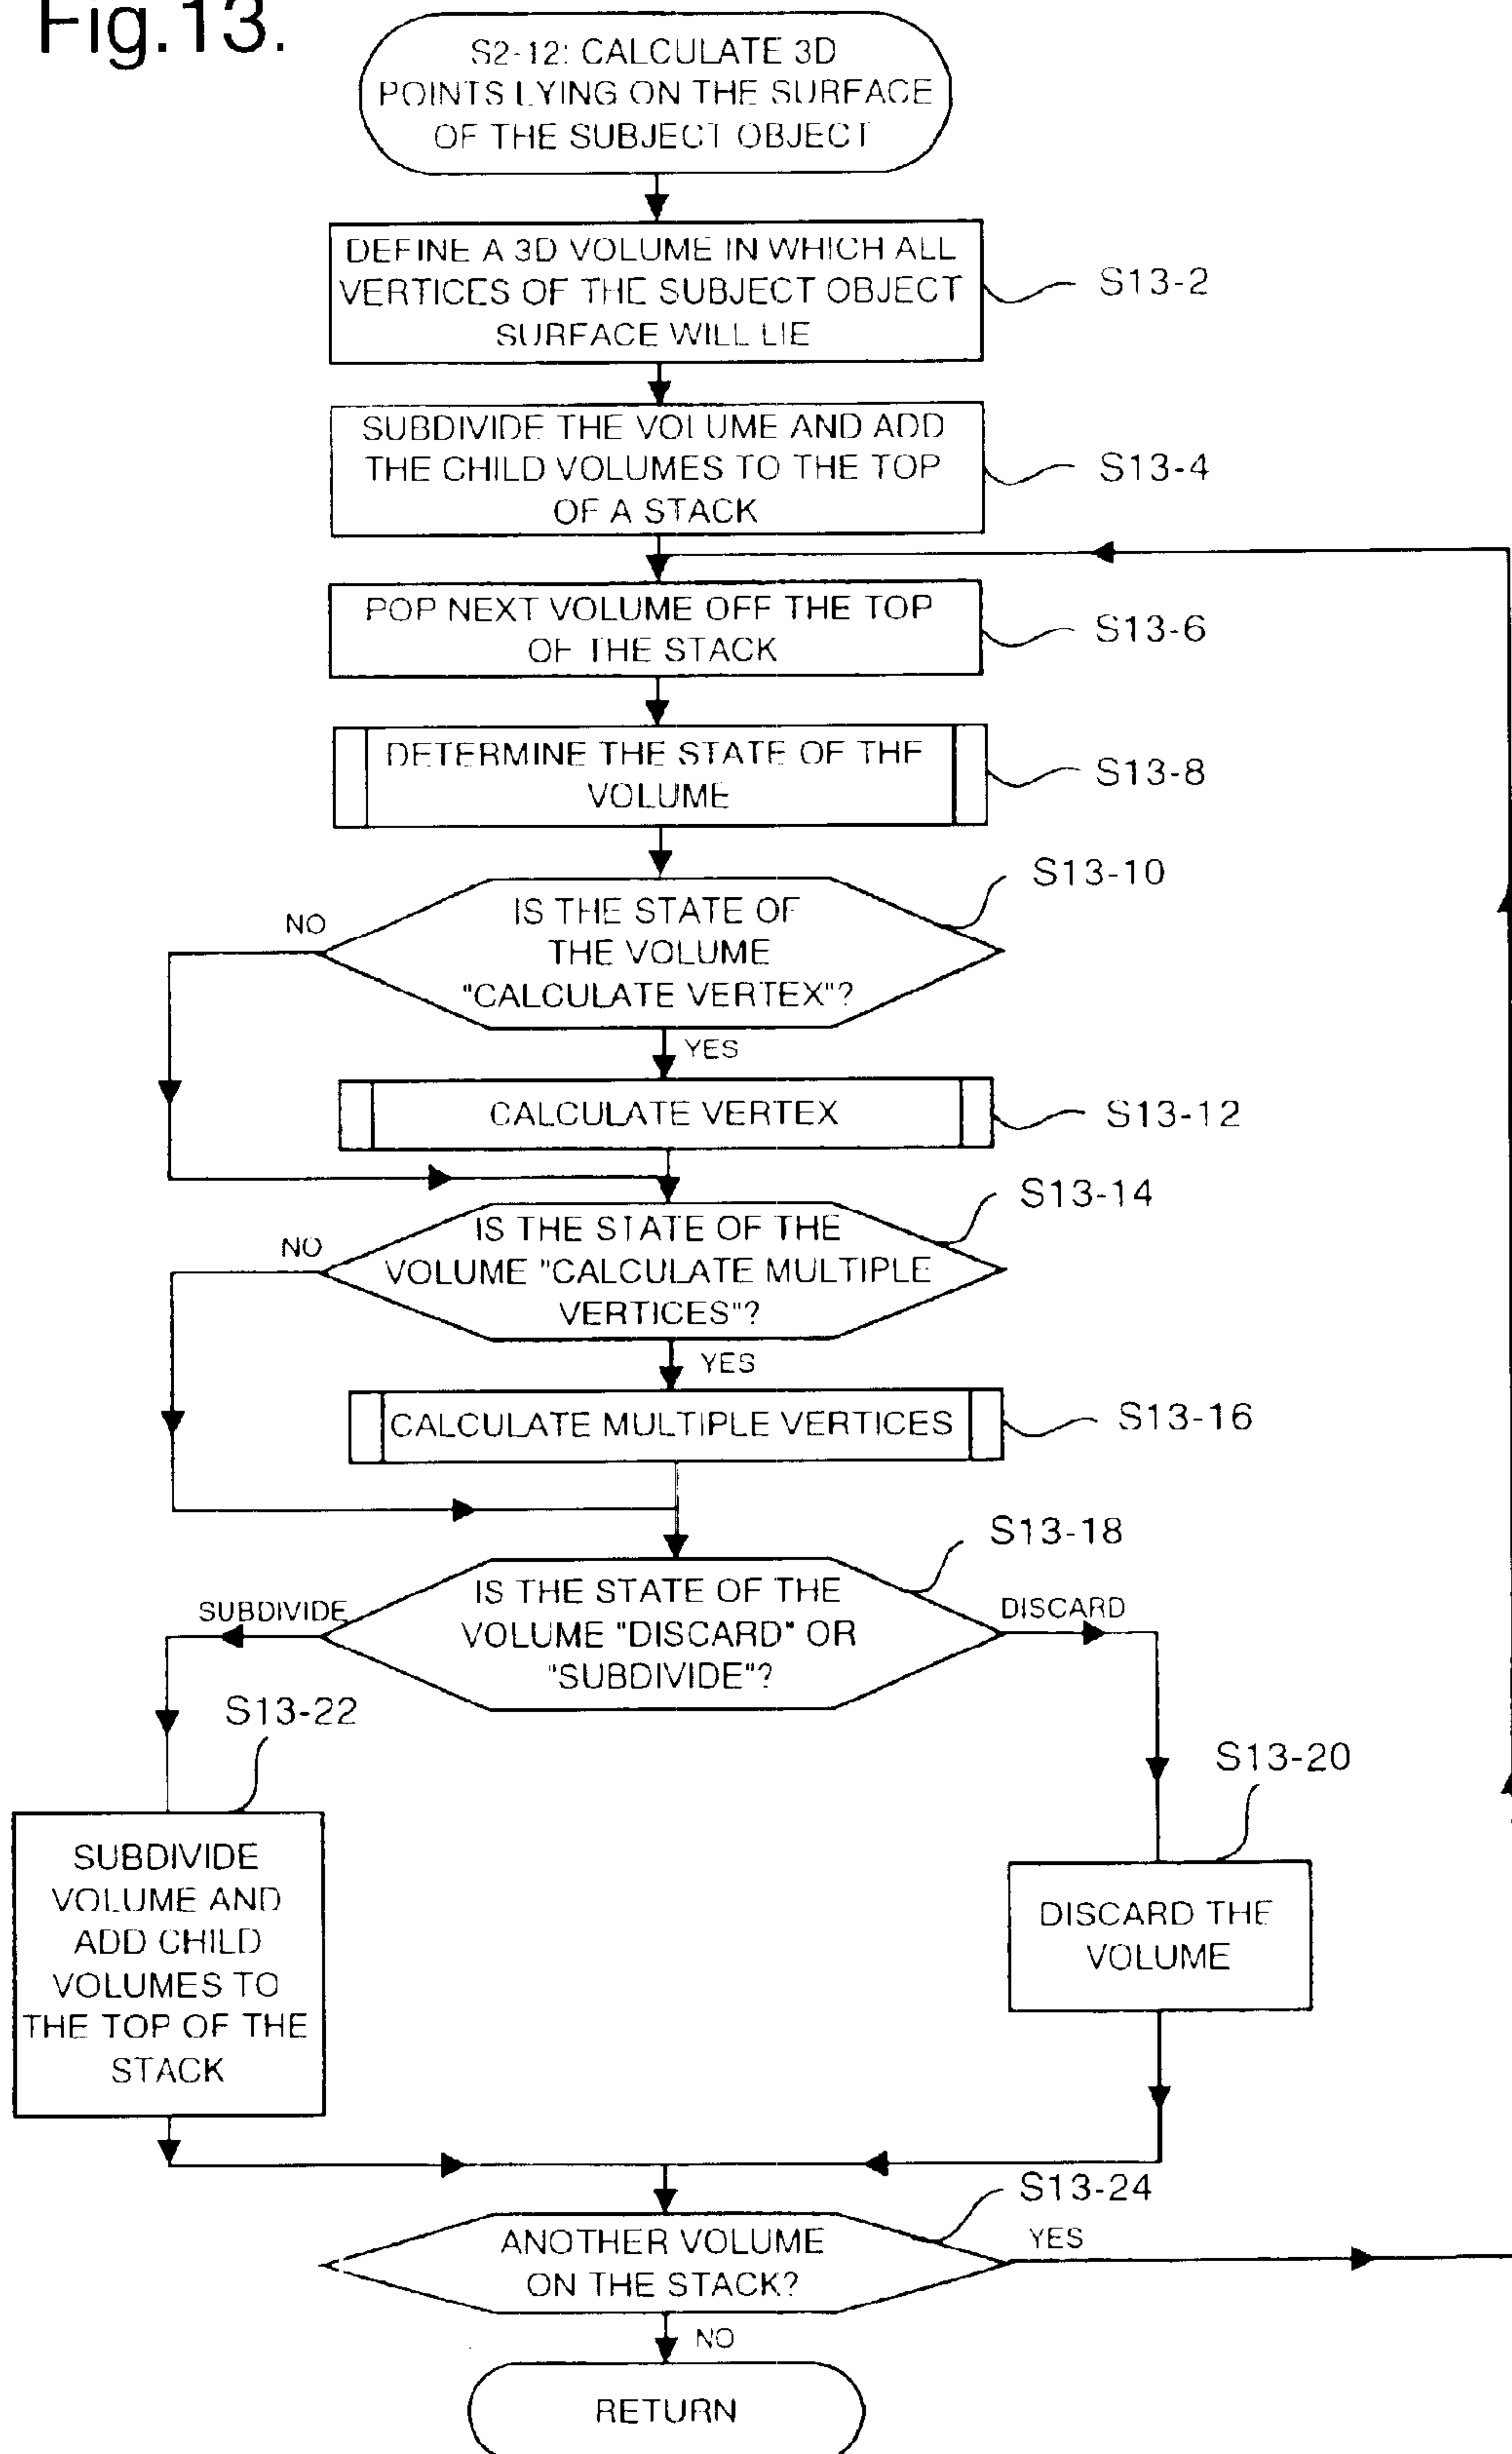 Fig.13.
S2-12: CALCULATE 3D
POINTS LYING ON THE SURFACE
OF THE SUBJECT OBJECT
DEFINE A 3D VOLUME IN WHICH ALL
VERTICES OF THE SUBJECT OBJECT
SURFACE WILL LIE
S13-2
SUBDIVIDE THE VOLUME AND ADD
THE CHILD VOLUMES TO THE TOP
OF A STACK
S13-4
POP NEXT VOLUME OFF THE TOP
OF THE STACK
S13-6
DETERMINE THE STATE OF THE
VOLUME
S13-8
S13-10
IS THE STATE OF
THE VOLUME
"CALCULATE VERTEX"?
NO
YES
CALCULATE VERTEX
S13-12
S13-14
IS THE STATE OF THE
VOLUME "CALCULATE MULTIPLE
VERTICES"?
NO
YES
CALCULATE MULTIPLE VERTICES
S13-16
S13-18
IS THE STATE OF THE
VOLUME "DISCARD" OR
"SUBDIVIDE"?
SUBDIVIDE
DISCARD
S13-22
SUBDIVIDE
VOLUME AND
ADD CHILD
VOLUMES TO
THE TOP OF THE
STACK
S13-20
DISCARD THE
VOLUME
S13-24
ANOTHER VOLUME
ON THE STACK?
YES
NO
RETURN